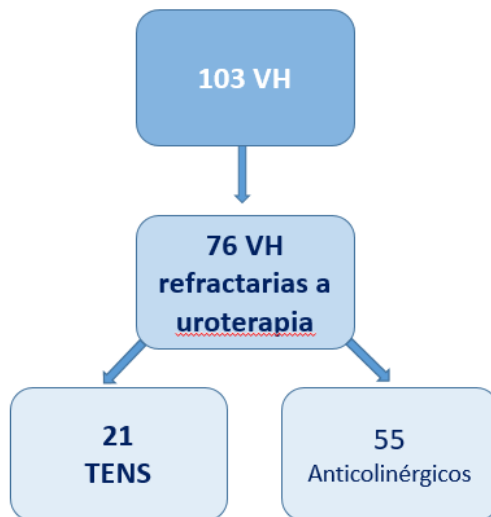 103 VH
76 VH
refractarias a
uroterapia
21
TENS
55
Anticolinérgicos